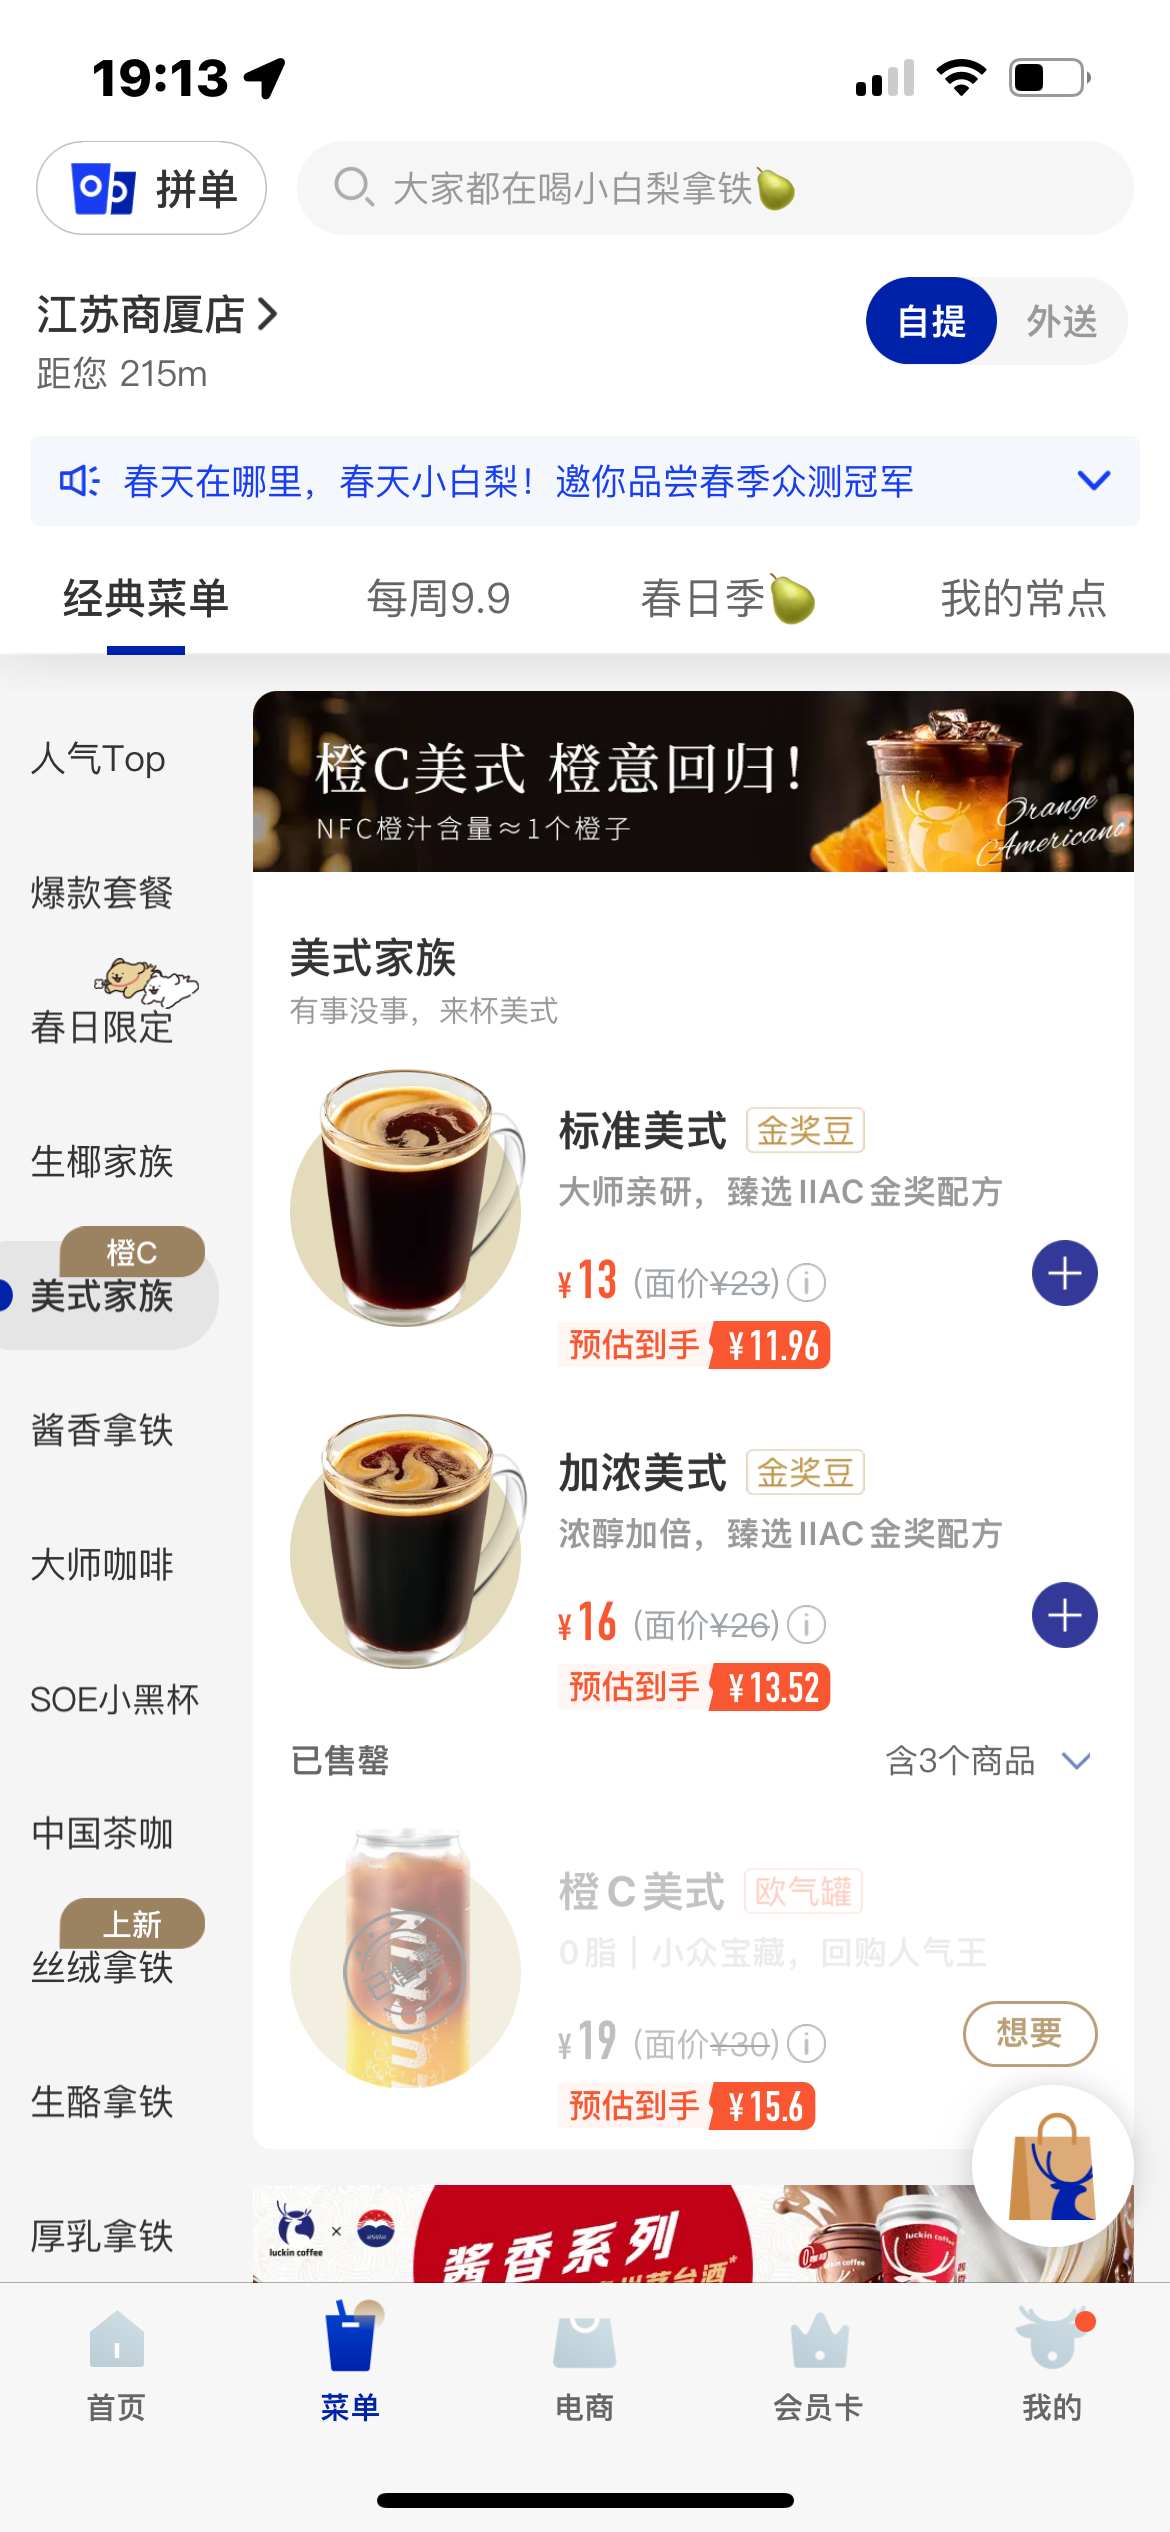 19:13
拼单
大家都在喝小白梨拿铁
江苏商厦店
距您 215m
自提
外送
春天在哪里，春天小白梨！邀你品尝春季众测冠军
经典菜单
每周9.9
春日季
我的常点
人气Top
爆款套餐
春日限定
生椰家族
橙C
美式家族
酱香拿铁
大师咖啡
SOE小黑杯
中国茶咖
上新
丝绒拿铁
生酪拿铁
厚乳拿铁
橙C美式 橙意回归！
NFC橙汁含量≈1个橙子
Orange
Americano
美式家族
有事没事，来杯美式
标准美式 金奖豆
大师亲研，臻选IIAC金奖配方
¥13 (面价¥23)
预估到手 ¥11.96
加浓美式 金奖豆
浓醇加倍，臻选IIAC金奖配方
¥16 (面价¥26)
预估到手 ¥13.52
已售罄
含3个商品
LUCKIN
已售罄
橙C美式 欧气罐
0脂｜小众宝藏，回购人气王
¥19 (面价¥30)
想要
预估到手 ¥15.6
luckin coffee
×
酱香系列
luckin coffee
首页
菜单
电商
会员卡
我的